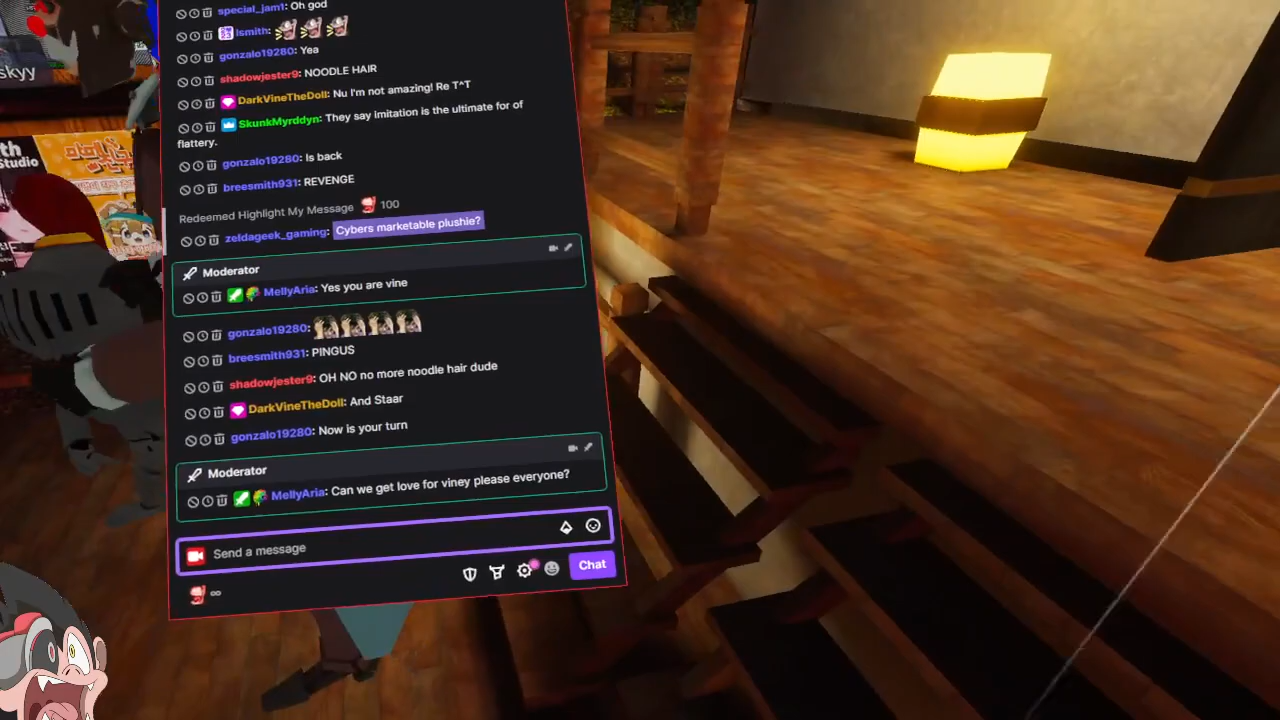 special_jam1: Oh god
lsmith:
skyy
gonzalo19280: Yea
shadowjester9: NOODLE HAIR
DarkVineTheDoll: Nu I'm not amazing! Re T^T
SkunkMyrddyn: They say imitation is the ultimate for of
flattery.
th
Studio
gonzalo19280: Is back
breesmith931: REVENGE
Redeemed Highlight My Message 100
zeldageek_gaming: Cybers marketable plushie?
Moderator
MellyAria: Yes you are vine
gonzalo19280:
breesmith931: PINGUS
shadowjester9: OH NO no more noodle hair dude
DarkVineTheDoll: And Staar
gonzalo19280: Now is your turn
Moderator
MellyAria: Can we get love for viney please everyone?
Send a message
Chat
∞